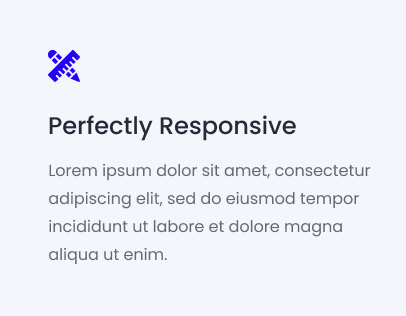 Perfectly Responsive
Lorem ipsum dolor sit amet, consectetur
adipiscing elit, sed do eiusmod tempor
incididunt ut labore et dolore magna
aliqua ut enim.